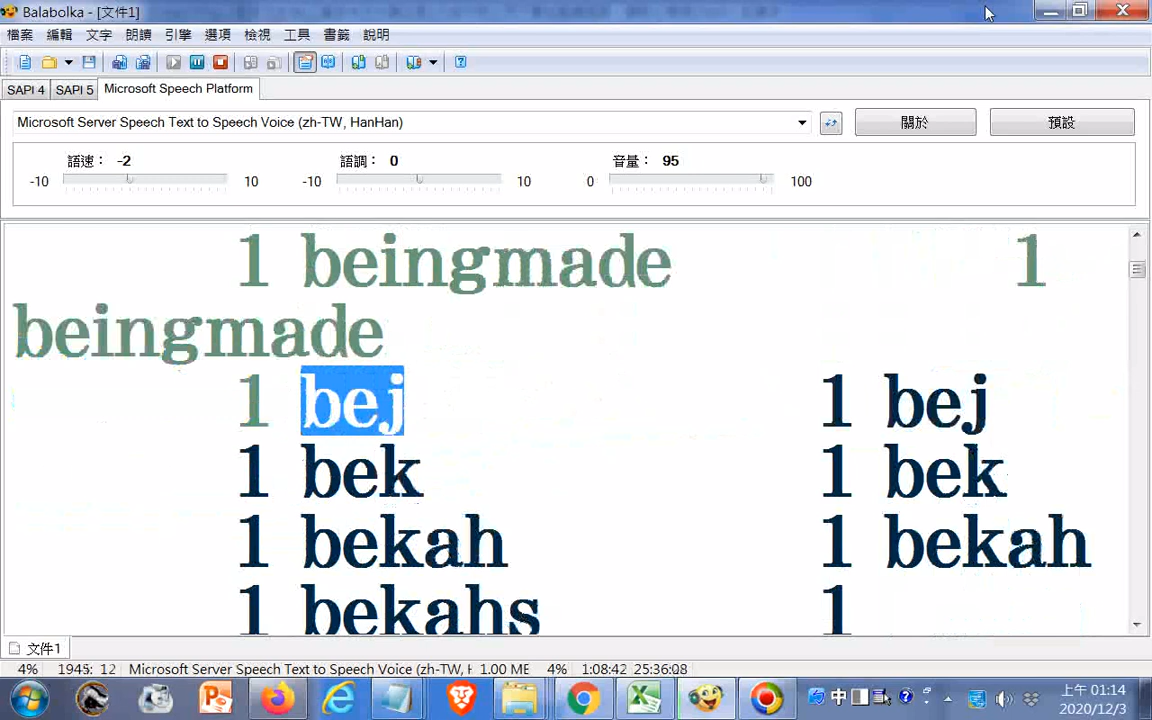 Balabolka - [文件1]
檔案 編輯 文字 朗讀 引擎 選項 檢視 工具 書籤 說明
SAPI 4 SAPI 5 Microsoft Speech Platform
Microsoft Server Speech Text to Speech Voice (zh-TW, HanHan) 關於 預設
語速： -2 語調： 0 音量： 95
-10 10 -10 10 0 100
1 beingmade 1
beingmade
1 bej 1 bej
1 bek 1 bek
1 bekah 1 bekah
1 bekahs 1
文件1
4% 1945: 12 Microsoft Server Speech Text to Speech Voice (zh-TW, 1.00 ME 4% 1:08:42 25:36:08
中 上午 01:14
2020/12/3